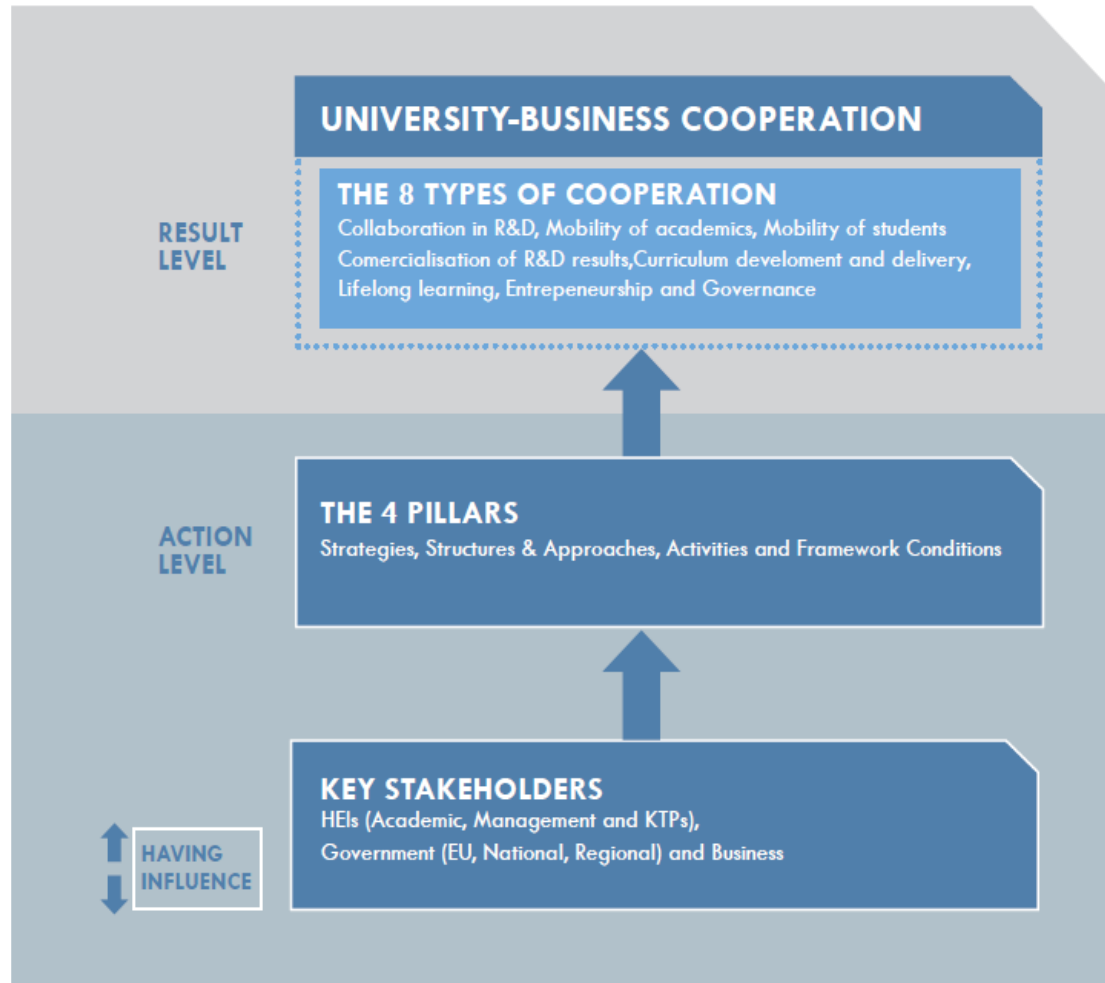 UNIVERSITY-BUSINESS COOPERATION
THE 8 TYPES OF COOPERATION
Collaboration in R&D, Mobility of academics, Mobility of students
Comercialisation of R&D results,Curriculum develoment and delivery,
Lifelong learning, Entrepeneurship and Governance
RESULT
LEVEL
THE 4 PILLARS
Strategies, Structures & Approaches, Activities and Framework Conditions
ACTION
LEVEL
KEY STAKEHOLDERS
HEIs (Academic, Management and KTPs),
Government (EU, National, Regional) and Business
HAVING
INFLUENCE